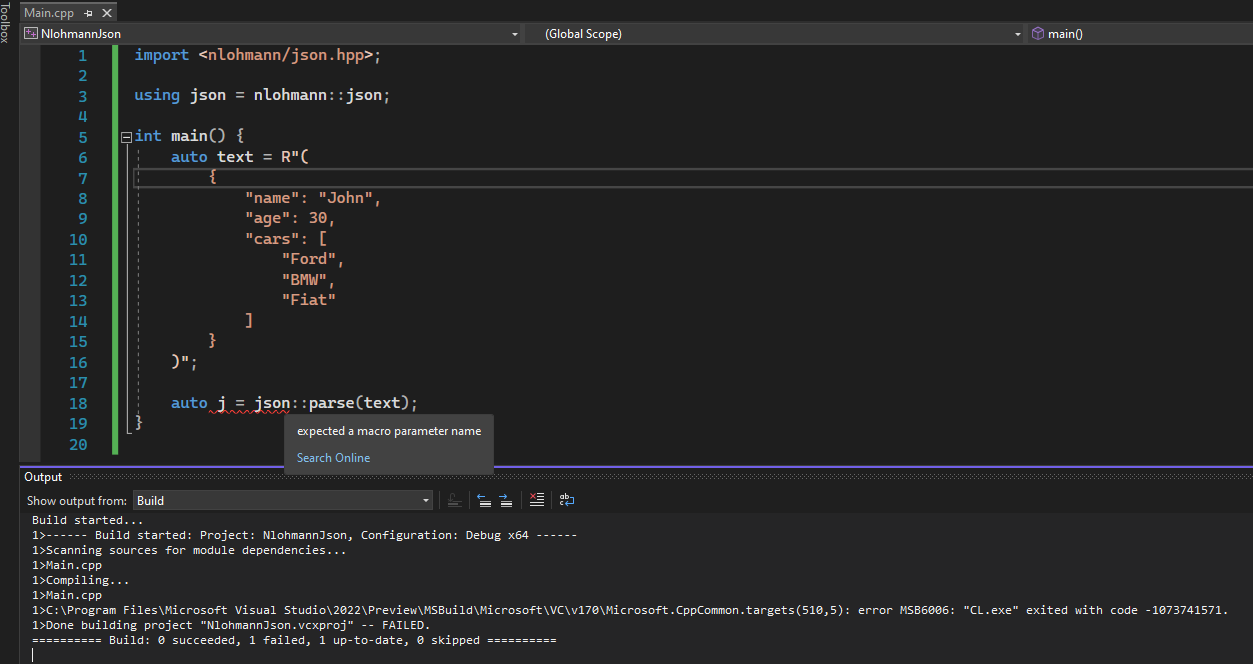 Toolbox
Main.cpp
NlohmannJson (Global Scope) main()
1 import <nlohmann/json.hpp>;
2
3 using json = nlohmann::json;
4
5 int main() {
6 auto text = R"(
7 {
8 "name": "John",
9 "age": 30,
10 "cars": [
11 "Ford",
12 "BMW",
13 "Fiat"
14 ]
15 }
16 )";
17
18 auto j = json::parse(text);
19 }
20
expected a macro parameter name
Search Online
Output
Show output from: Build
Build started...
1>------ Build started: Project: NlohmannJson, Configuration: Debug x64 ------
1>Scanning sources for module dependencies...
1>Main.cpp
1>Compiling...
1>Main.cpp
1>C:\Program Files\Microsoft Visual Studio\2022\Preview\MSBuild\Microsoft\VC\v170\Microsoft.CppCommon.targets(510,5): error MSB6006: "CL.exe" exited with code -1073741571.
1>Done building project "NlohmannJson.vcxproj" -- FAILED.
========== Build: 0 succeeded, 1 failed, 1 up-to-date, 0 skipped ==========